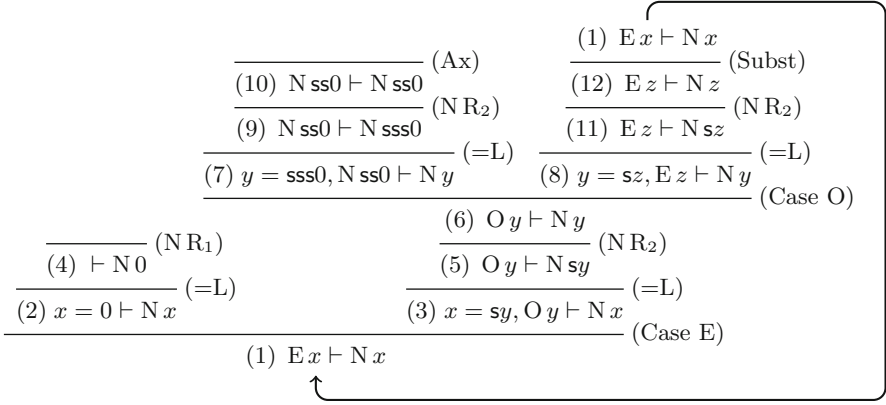 (1) E x ⊢ N x
(Ax) (Subst)
(10) N ss0 ⊢ N ss0 (12) E z ⊢ N z
(N R₂) (N R₂)
(9) N ss0 ⊢ N sss0 (11) E z ⊢ N sz
(=L) (=L)
(7) y = sss0, N ss0 ⊢ N y (8) y = sz, E z ⊢ N y
(Case O)
(6) O y ⊢ N y
(N R₁) (N R₂)
(4) ⊢ N 0 (5) O y ⊢ N sy
(=L) (=L)
(2) x = 0 ⊢ N x (3) x = sy, O y ⊢ N x
(Case E)
(1) E x ⊢ N x